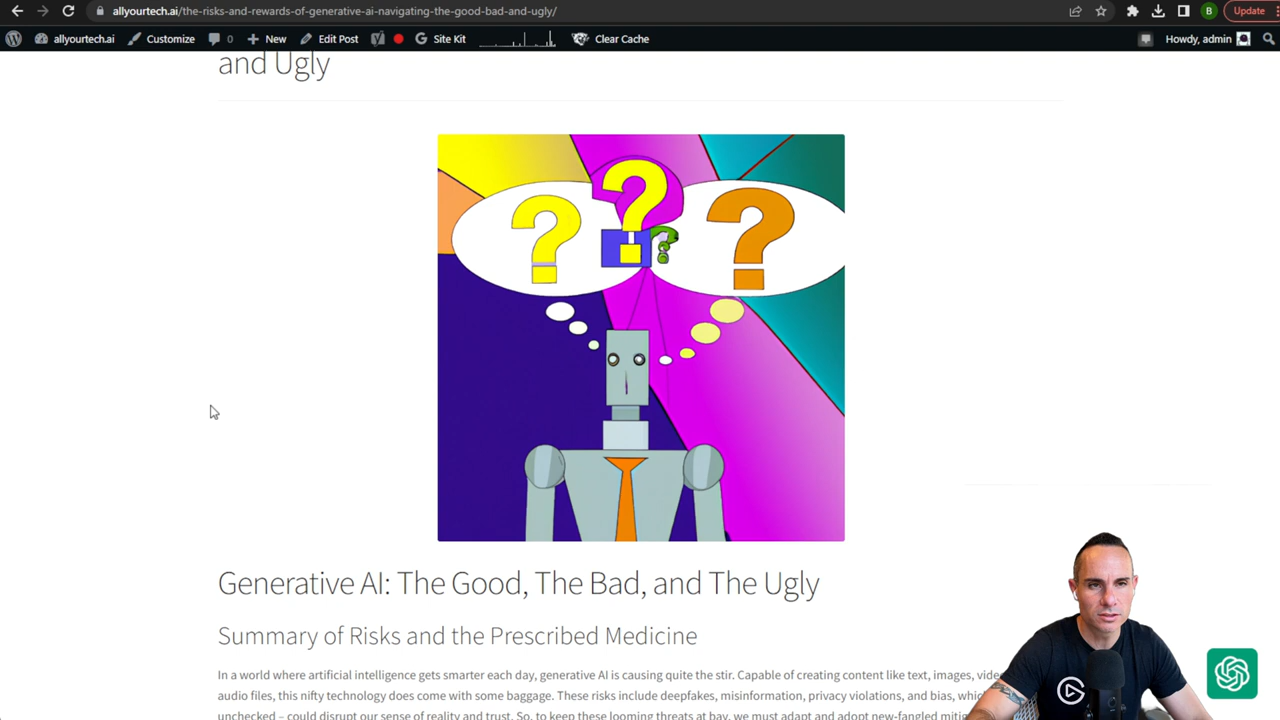 allyourtech.ai/the-risks-and-rewards-of-generative-ai-navigating-the-good-bad-and-ugly/
B
Update
allyourtech.ai
Customize
0
New
Edit Post
Site Kit
Clear Cache
Howdy, admin
and Ugly
? ? ? ?
Generative AI: The Good, The Bad, and The Ugly
Summary of Risks and the Prescribed Medicine
In a world where artificial intelligence gets smarter each day, generative AI is causing quite the stir. Capable of creating content like text, images,
audio files, this nifty technology does come with some baggage. These risks include deepfakes, misinformation, privacy violations, and bias,
unchecked – could disrupt our sense of reality and trust. So, to keep these looming threats at bay, we must adapt and adopt new-fangled